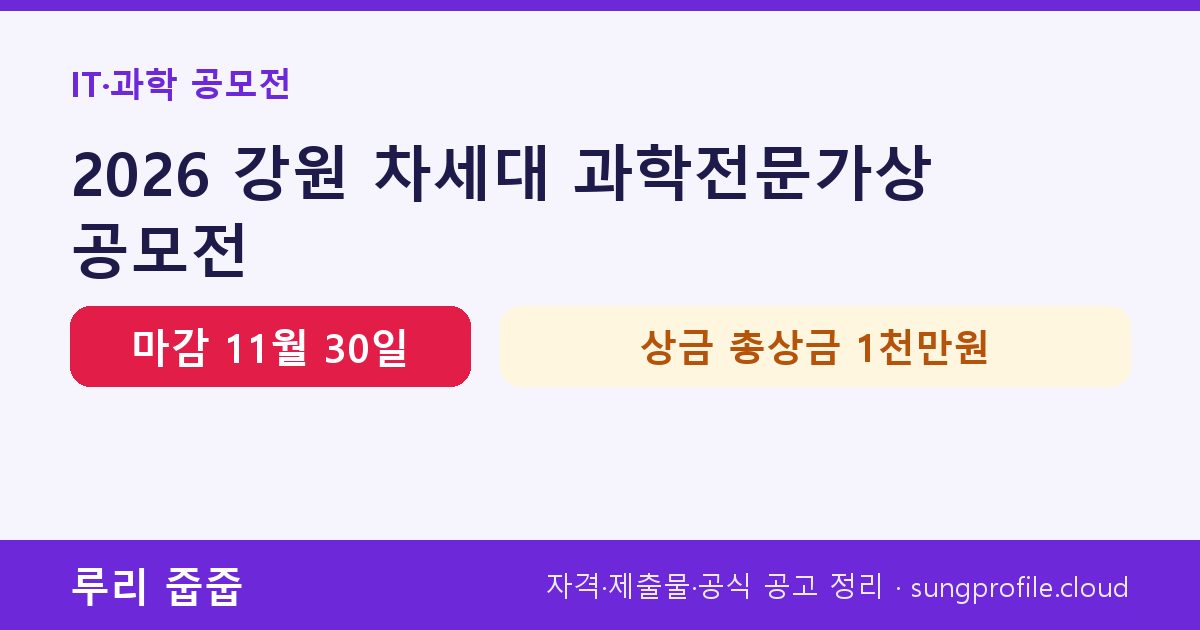 IT·과학 공모전
2026 강원 차세대 과학전문가상
공모전
마감 11월 30일
상금 총상금 1천만원
루리 줍줍
자격·제출물·공식 공고 정리 · sungprofile.cloud